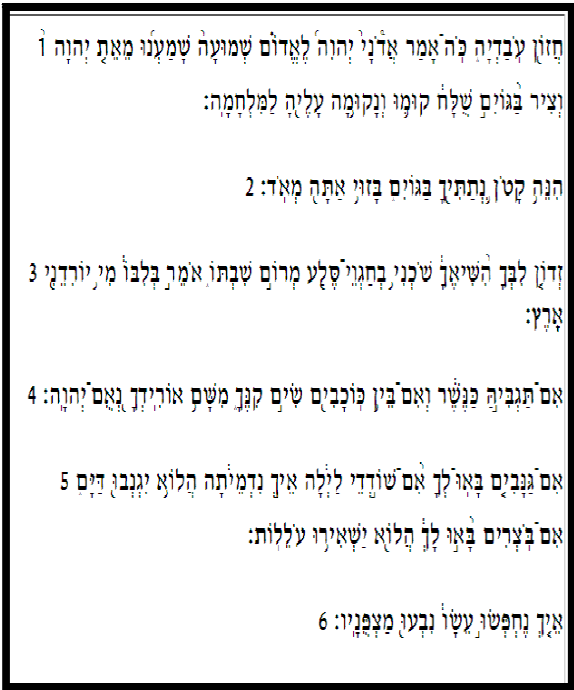 חֲז֖וֹן עֹֽבַדְיָ֑ה כֹּֽה־אָמַר֩ אֲדֹנָ֨י יְהוִ֜ה לֶאֱד֗וֹם שְׁמוּעָ֨ה שָׁמַ֜עְנוּ מֵאֵ֤ת יְהוָה֙ 1
וְצִיר֙ בַּגּוֹיִ֣ם שֻׁלָּ֔ח ק֛וּמוּ וְנָק֥וּמָה עָלֶ֖יהָ לַמִּלְחָמָֽה׃
הִנֵּ֥ה קָטֹ֛ן נְתַתִּ֖יךָ בַּגּוֹיִ֑ם בָּז֥וּי אַתָּ֖ה מְאֹֽד׃ 2
זְד֤וֹן לִבְּךָ֙ הִשִּׁיאֶ֔ךָ שֹׁכְנִ֥י בְחַגְוֵי־סֶּ֖לַע מְר֣וֹם שִׁבְתּ֑וֹ אֹמֵ֣ר בְּלִבּ֔וֹ מִ֥י יוֹרִדֵ֖נִי 3
אָֽרֶץ׃
אִם־תַּגְבִּ֣יהַּ כַּנֶּ֔שֶׁר וְאִם־בֵּ֥ין כּֽוֹכָבִ֖ים שִׂ֣ים קִנֶּ֑ךָ מִשָּׁ֥ם אוֹרִֽידְךָ֖ נְאֻם־יְהוָֽה׃ 4
אִם־גַּנָּבִ֤ים בָּאֽוּ־לְךָ֙ אִם־שׁ֣וֹדְדֵי לַ֔יְלָה אֵ֣יךְ נִדְמֵ֔יתָה הֲל֥וֹא יִגְנְב֖וּ דַּיָּ֑ם 5
אִם־בֹּֽצְרִים֙ בָּ֣אוּ לָ֔ךְ הֲל֖וֹא יַשְׁאִ֥ירוּ עֹלֵלֽוֹת׃
אֵ֚יךְ נֶחְפְּשׂ֣וּ עֵשָׂ֔ו נִבְע֖וּ מַצְפֻּנָֽיו׃ 6